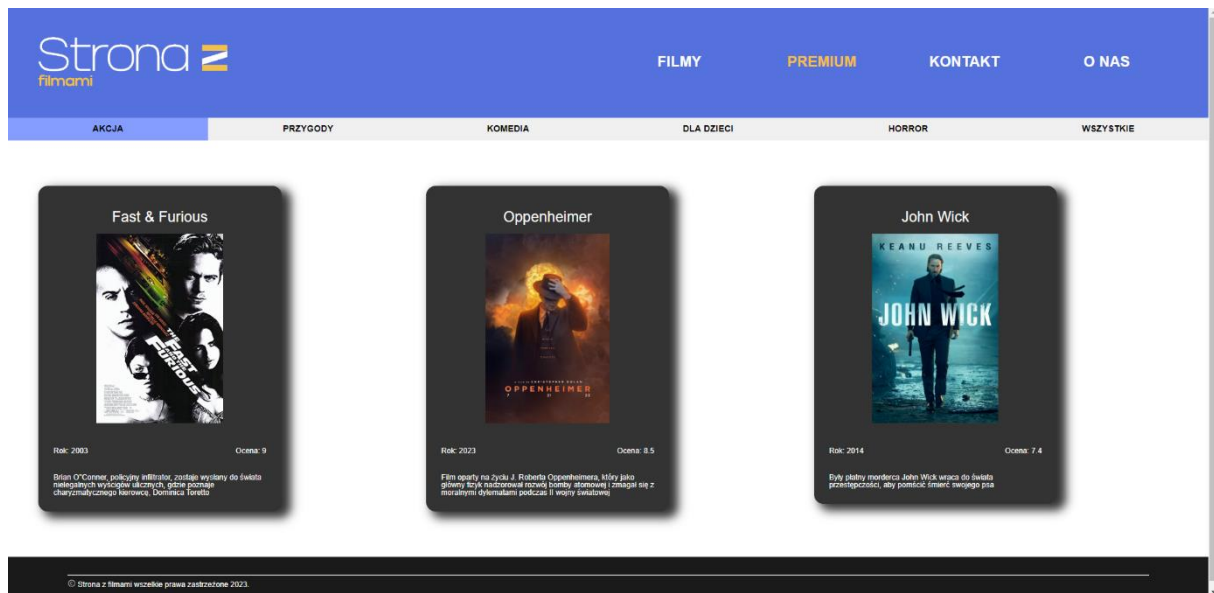 Strona Z
filmami
FILMY PREMIUM KONTAKT O NAS
AKCJA PRZYGODY KOMEDIA DLA DZIECI HORROR WSZYSTKIE
Fast & Furious
THE
FAST
AND THE
FURIOUS
Rok: 2003 Ocena: 9
Brian O"Conner, policyjny infiltrator, zostaje wysłany do świata
nielegalnych wyścigów ulicznych, gdzie poznaje
charyzmatycznego kierowcę, Dominica Toretto
Oppenheimer
OPPENHEIMER
Rok: 2023 Ocena: 8.5
Film oparty na życiu J. Roberta Oppenheimera, który jako
główny fizyk nadzorował rozwój bomby atomowej i zmagał się z
moralnymi dylematami podczas II wojny światowej
John Wick
KEANU REEVES
JOHN WICK
Rok: 2014 Ocena: 7.4
Były płatny morderca John Wick wraca do świata
przestępczości, aby pomścić śmierć swojego psa
© Strona z filmami wszelkie prawa zastrzeżone 2023.